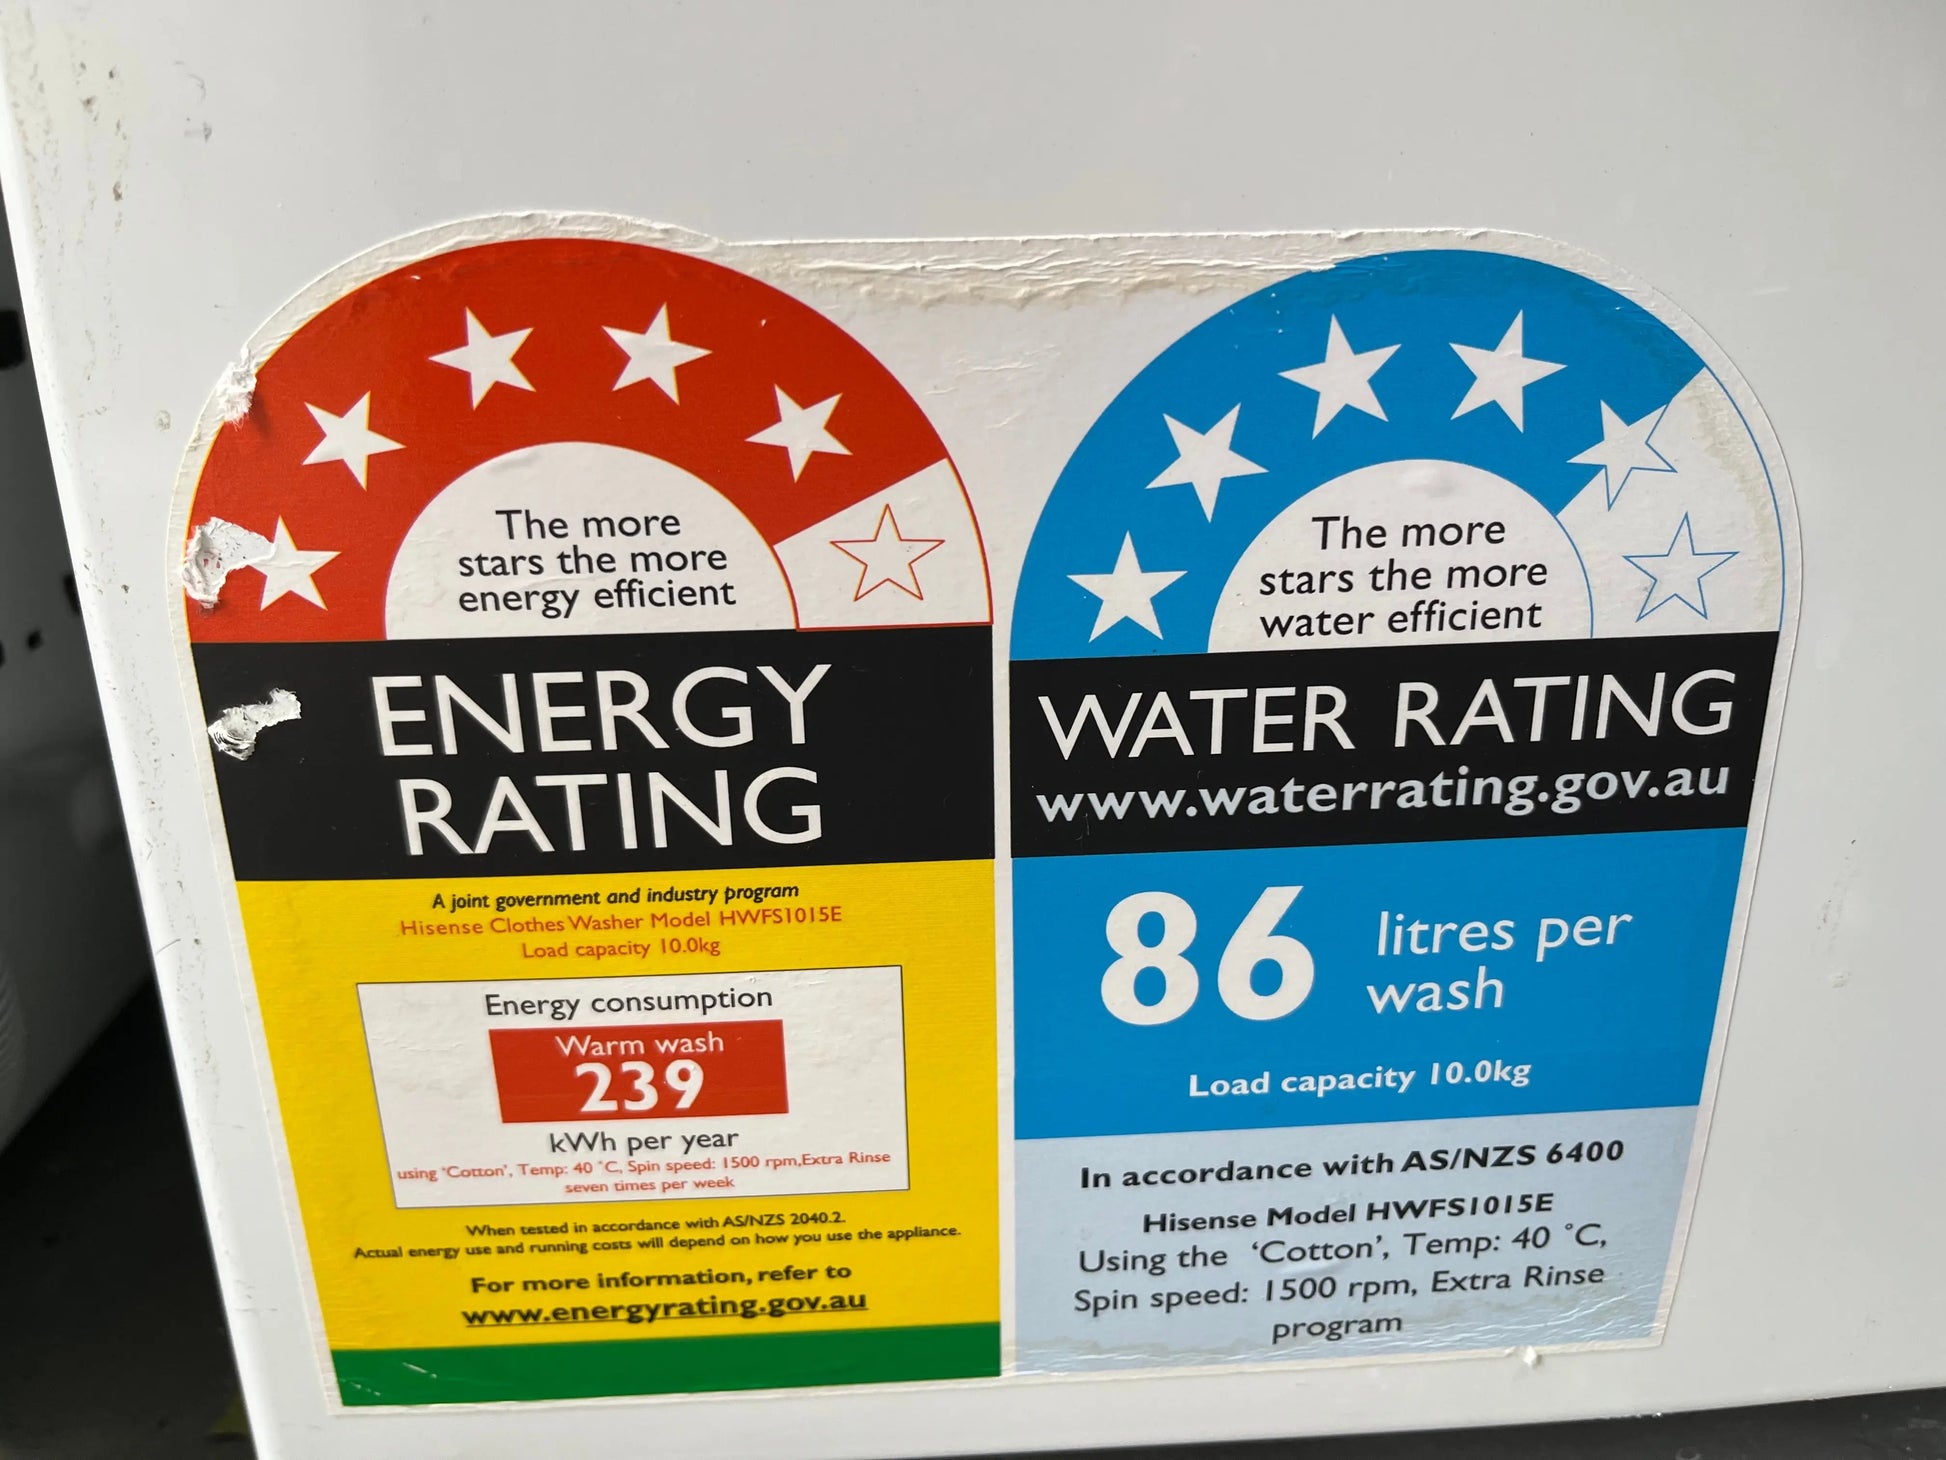 The more
stars the more
energy efficient
ENERGY
RATING
A joint government and industry program
Hisense Clothes Washer Model HWFS1015E
Load capacity 10.0kg
Energy consumption
Warm wash
239
kWh per year
using 'Cotton', Temp: 40 °C, Spin speed: 1500 rpm,Extra Rinse
seven times per week
When tested in accordance with AS/NZS 2040.2.
Actual energy use and running costs will depend on how you use the appliance.
For more information, refer to
www.energyrating.gov.au
The more
stars the more
water efficient
WATER RATING
www.waterrating.gov.au
86 litres per
wash
Load capacity 10.0kg
In accordance with AS/NZS 6400
Hisense Model HWFS1015E
Using the 'Cotton', Temp: 40 °C,
Spin speed: 1500 rpm, Extra Rinse
program